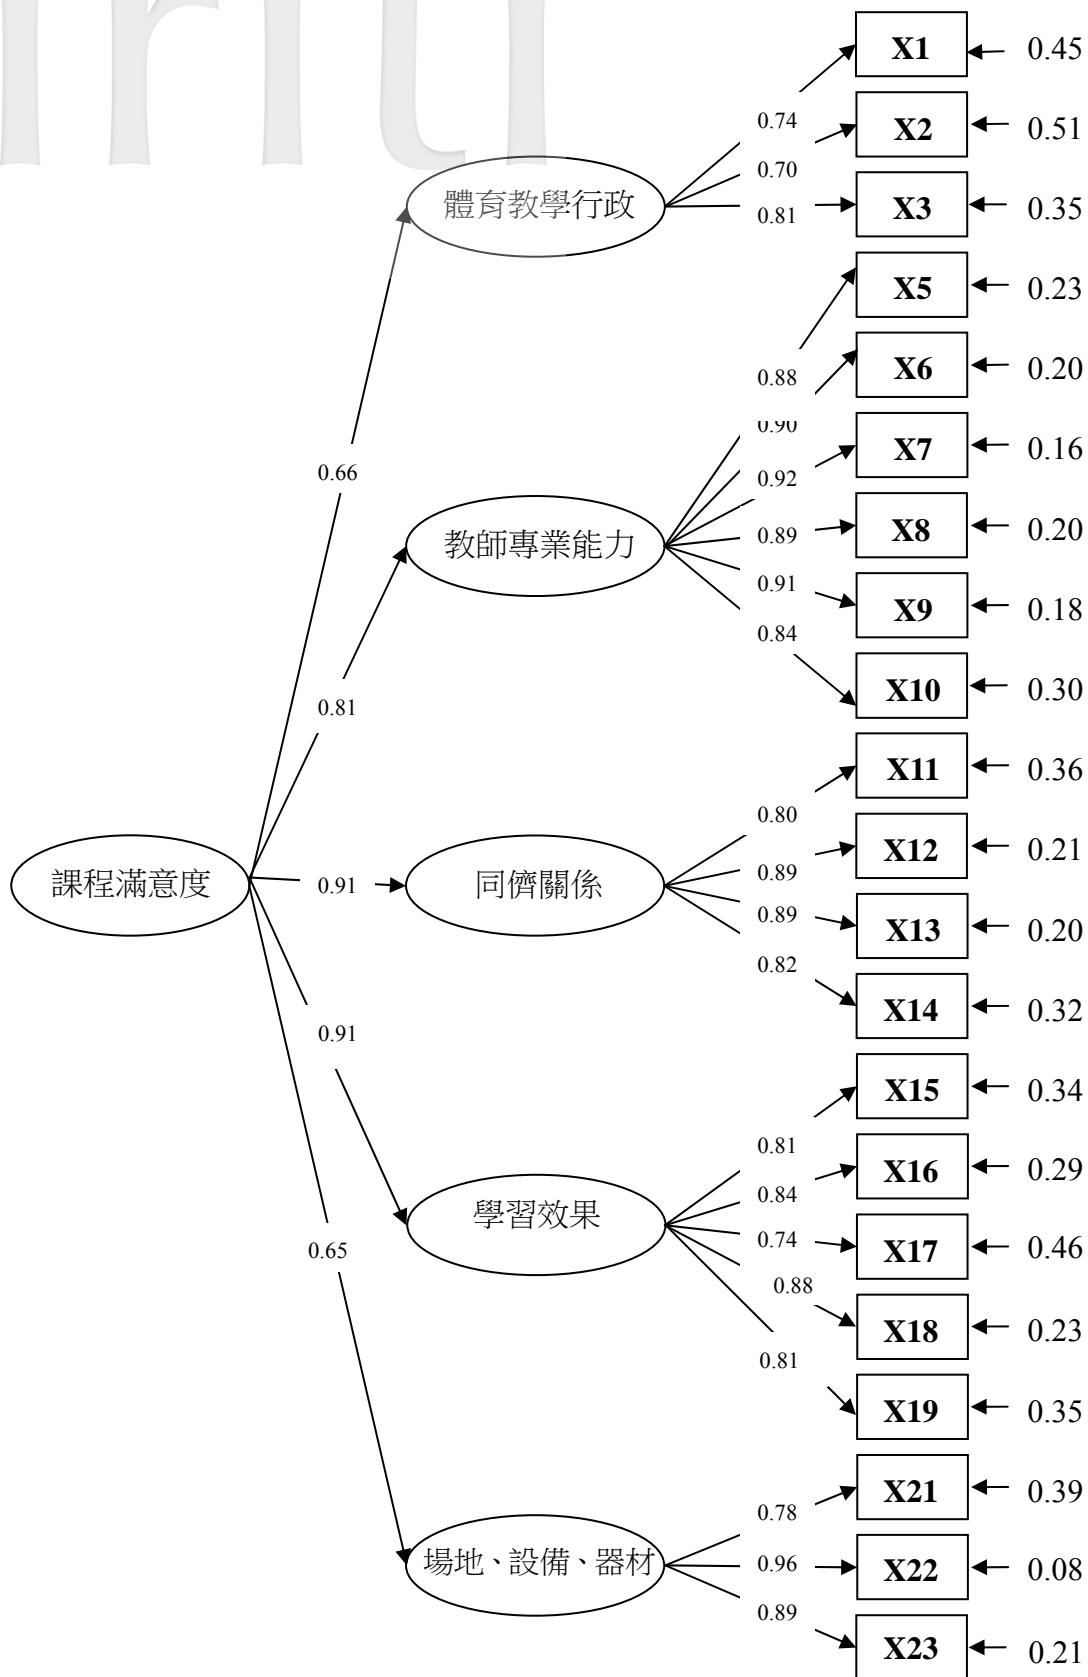 X1 0.45
0.74
X2 0.51
0.70
體育教學行政
0.81
X3 0.35
X5 0.23
0.88
X6 0.20
0.90
X7 0.16
0.66
0.92
教師專業能力
0.89
X8 0.20
0.91
X9 0.18
0.84
X10 0.30
0.81
X11 0.36
0.80
X12 0.21
0.89
課程滿意度
0.91
同儕關係
0.89
X13 0.20
0.82
X14 0.32
0.91
X15 0.34
0.81
X16 0.29
0.84
學習效果
0.74
X17 0.46
0.65
0.88
X18 0.23
0.81
X19 0.35
X21 0.39
0.78
場地、設備、器材
0.96
X22 0.08
0.89
X23 0.21